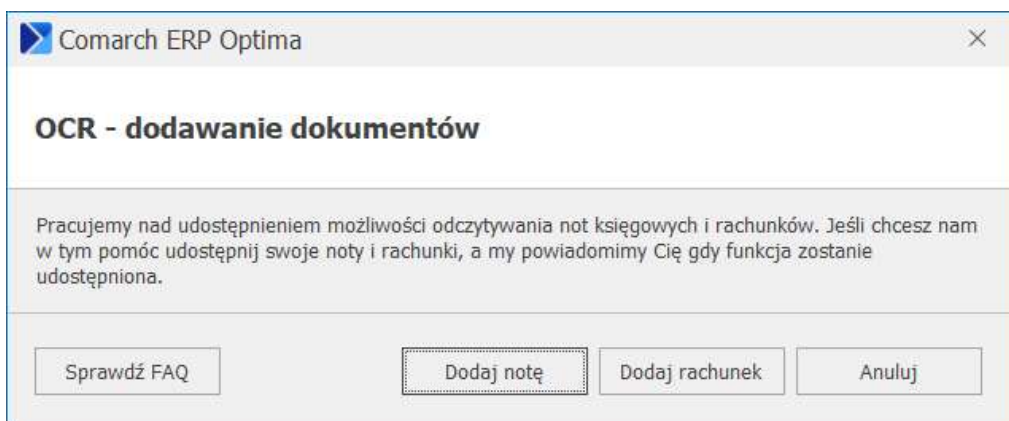 Comarch ERP Optima
OCR - dodawanie dokumentów
Pracujemy nad udostępnieniem możliwości odczytywania not księgowych i rachunków. Jeśli chcesz nam
w tym pomóc udostępnij swoje noty i rachunki, a my powiadomimy Cię gdy funkcja zostanie
udostępniona.
Sprawdź FAQ
Dodaj notę
Dodaj rachunek
Anuluj